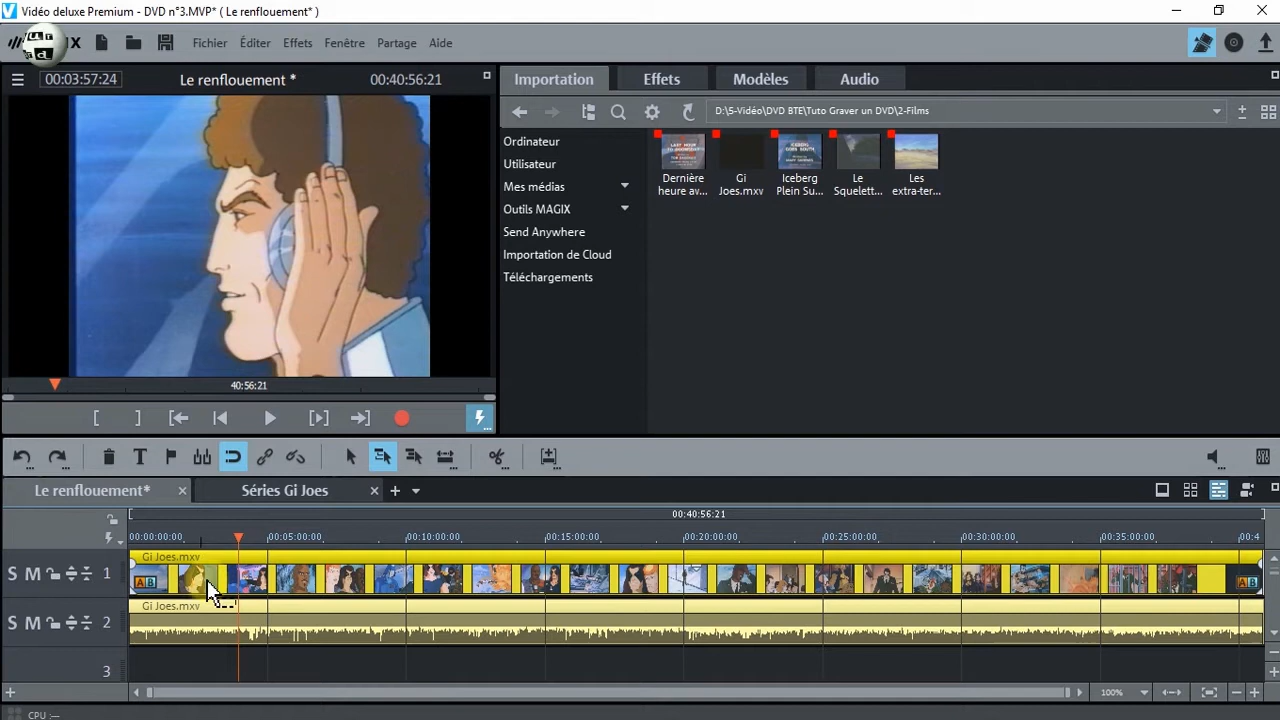 Vidéo deluxe Premium - DVD n°3.MVP* ( Le renflouement* )
Fichier Éditer Effets Fenêtre Partage Aide
00:03:57:24 Le renflouement * 00:40:56:21
Importation Effets Modèles Audio
D:\5-Vidéo\DVD BTE\Tuto Graver un DVD\2-Films
Ordinateur
Utilisateur
Mes médias
Outils MAGIX
Send Anywhere
Importation de Cloud
Téléchargements
Dernière
heure av...
Gi
Joes.mxv
Iceberg
Plein Su...
Le
Squelett...
Les
extra-ter...
40:56:21
Le renflouement* Séries Gi Joes
00:40:56:21
00:00:00:00 00:05:00:00 00:10:00:00 00:15:00:00 00:20:00:00 00:25:00:00 00:30:00:00 00:35:00:00 00:4
Gi Joes.mxv
S M 1
AB AB
Gi Joes.mxv
S M 2
3
100%
CPU :---